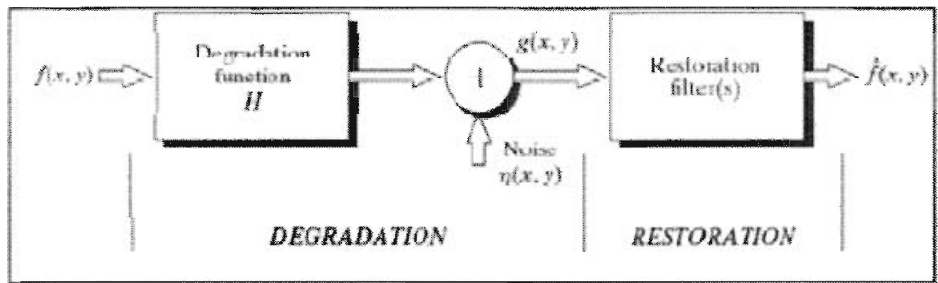 f(x, y)
Degradation
function
H
g(x, y)
Noise
η(x, y)
Restoration
filter(s)
f̂(x, y)
DEGRADATION
RESTORATION